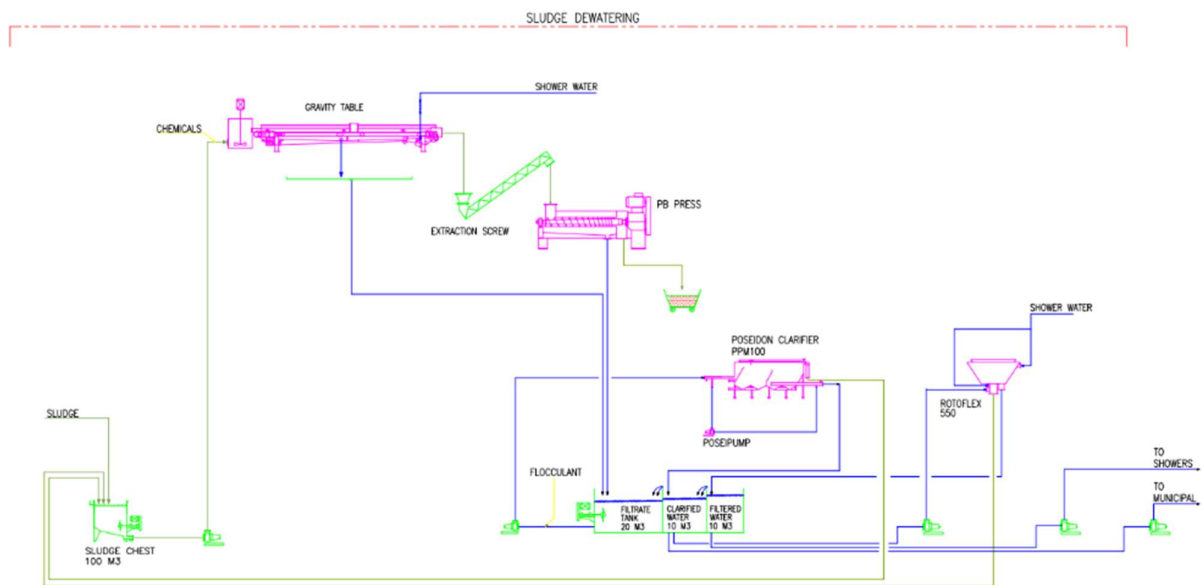 SLUDGE DEWATERING
SHOWER WATER
GRAVITY TABLE
CHEMICALS
PB PRESS
EXTRACTION SCREW
SHOWER WATER
POSEIDON CLARIFIER
PPM100
ROTOFLEX
550
SLUDGE
POSEIPUMP
TO
SHOWERS
FLOCCULANT
TO
MUNICIPAL
FILTRATE
TANK
20 M3
CLARIFIED
WATER
10 M3
FILTERED
WATER
10 M3
SLUDGE CHEST
100 M3